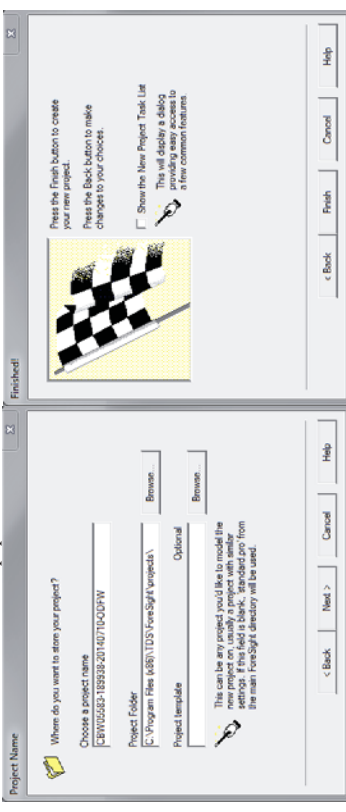 Project Name
Where do you want to store your project?
Choose a project name
CBW05583-189938-20140710-ODFW
Project Folder
C:\Program Files (x86)\TDS\ForeSight\projects\
Browse...
Project template
Optional
Browse...
This can be any project you'd like to model the
new project on, usually a project with similar
settings. If this field is blank, 'standard.pro' from
the main ForeSight directory will be used.
< Back
Next >
Cancel
Help
Finished!
Press the Finish button to create
your new project.
Press the Back button to make
changes to your choices.
Show the New Project Task List
This will display a dialog
providing easy access to
a few common features.
< Back
Finish
Cancel
Help